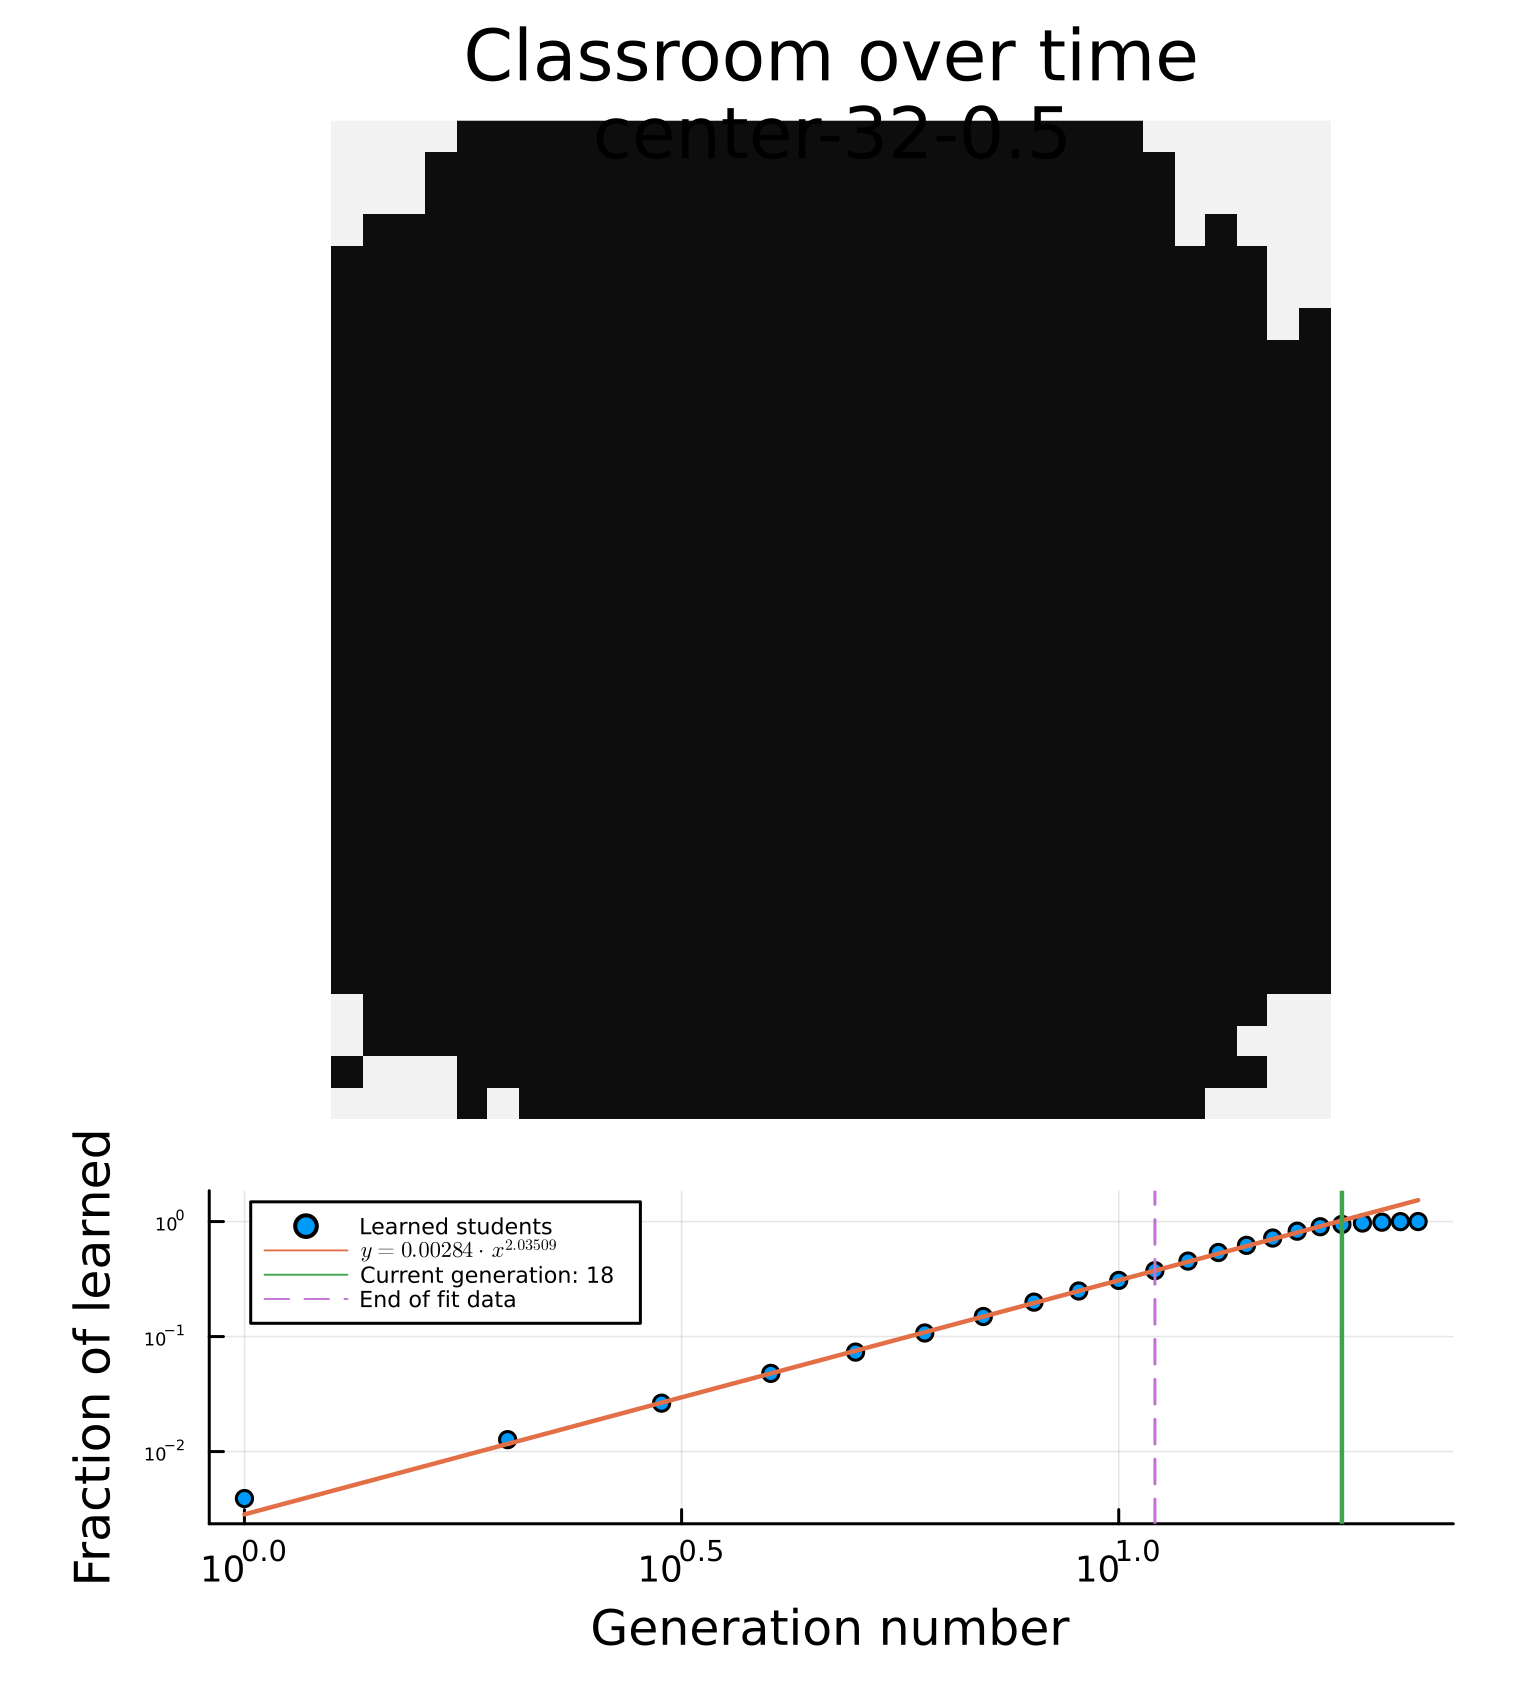 Classroom over time
center-32-0.5
Fraction of learned
10⁰
10⁻¹
10⁻²
Learned students
y = 0.00284 · x^2.03509
Current generation: 18
End of fit data
10^0.0
10^0.5
10^1.0
Generation number